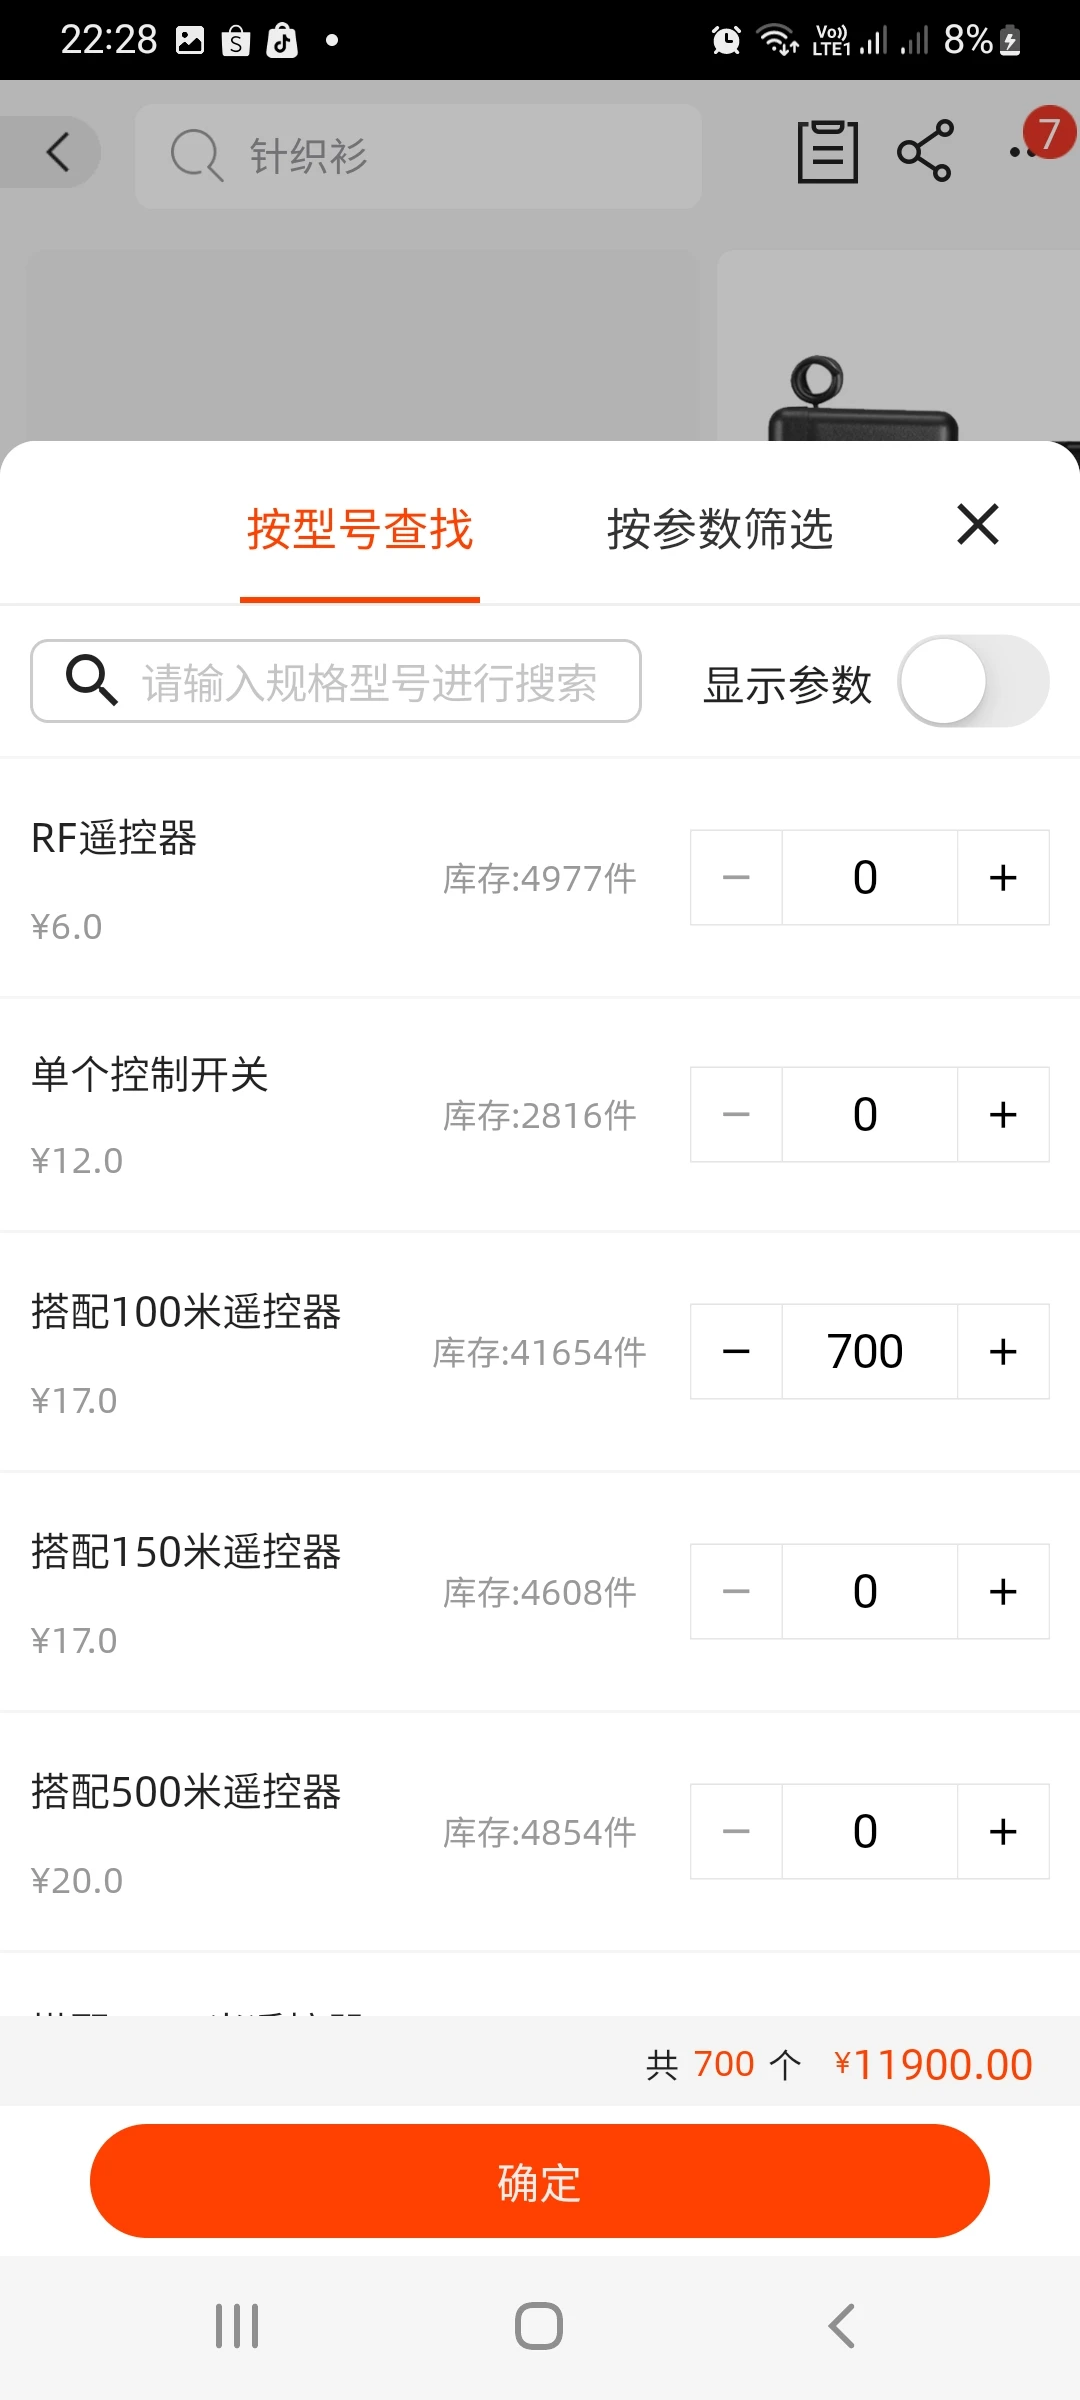 22:28
Vo)) LTE1 8%
针织衫
7
按型号查找 按参数筛选
请输入规格型号进行搜索 显示参数
RF遥控器
库存:4977件 0
¥6.0
单个控制开关
库存:2816件 0
¥12.0
搭配100米遥控器
库存:41654件 700
¥17.0
搭配150米遥控器
库存:4608件 0
¥17.0
搭配500米遥控器
库存:4854件 0
¥20.0
共 700 个 ¥11900.00
确定